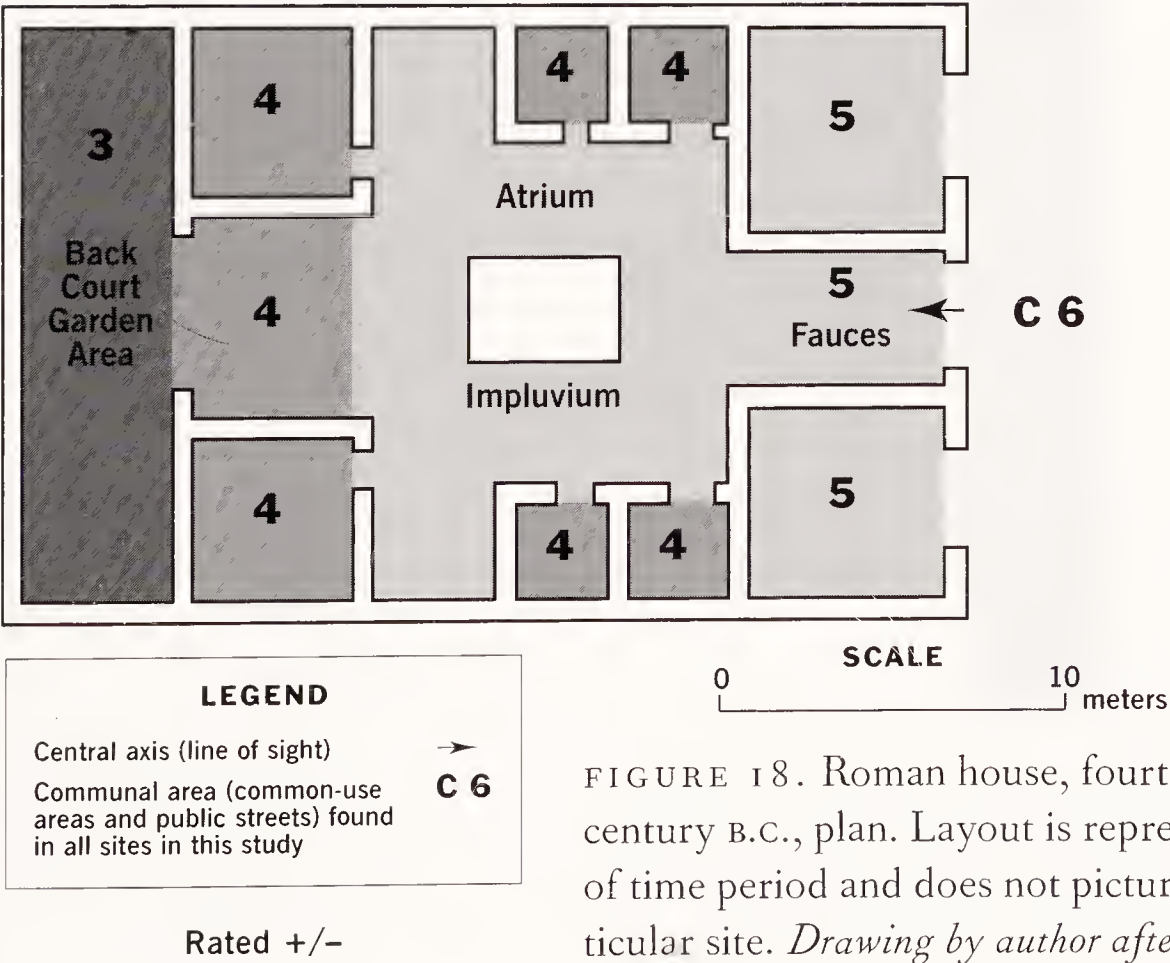 4
4
4
5
3
Atrium
Back
Court
Garden
Area
4
5
Fauces
C 6
Impluvium
4
4
4
5
LEGEND
Central axis (line of sight)
Communal area (common-use
areas and public streets) found
in all sites in this study
C 6
Rated +/–
SCALE
0
10
meters
FIGURE 18. Roman house, fourt
century B.C., plan. Layout is repre
of time period and does not pictur
ticular site. Drawing by author afte